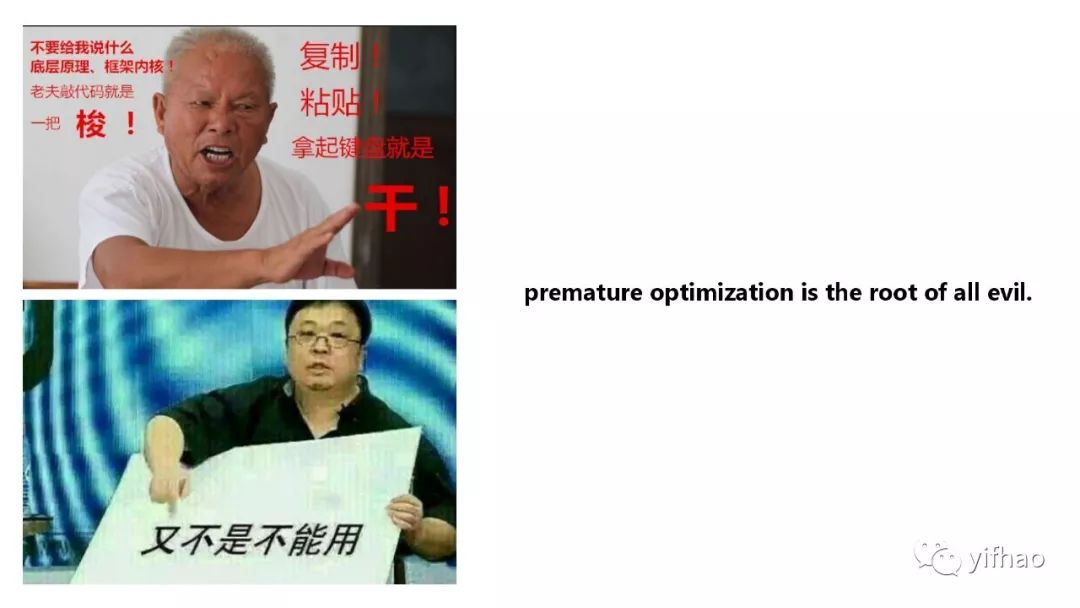 不要给我说什么
底层原理、框架内核！
老夫敲代码就是
一把 梭 ！
复制！
粘贴！
拿起键盘就是
干！
又不是不能用
premature optimization is the root of all evil.
yifhao